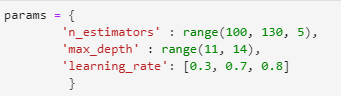 params = {
'n_estimators' : range(100, 130, 5),
'max_depth' : range(11, 14),
'learning_rate': [0.3, 0.7, 0.8]
}